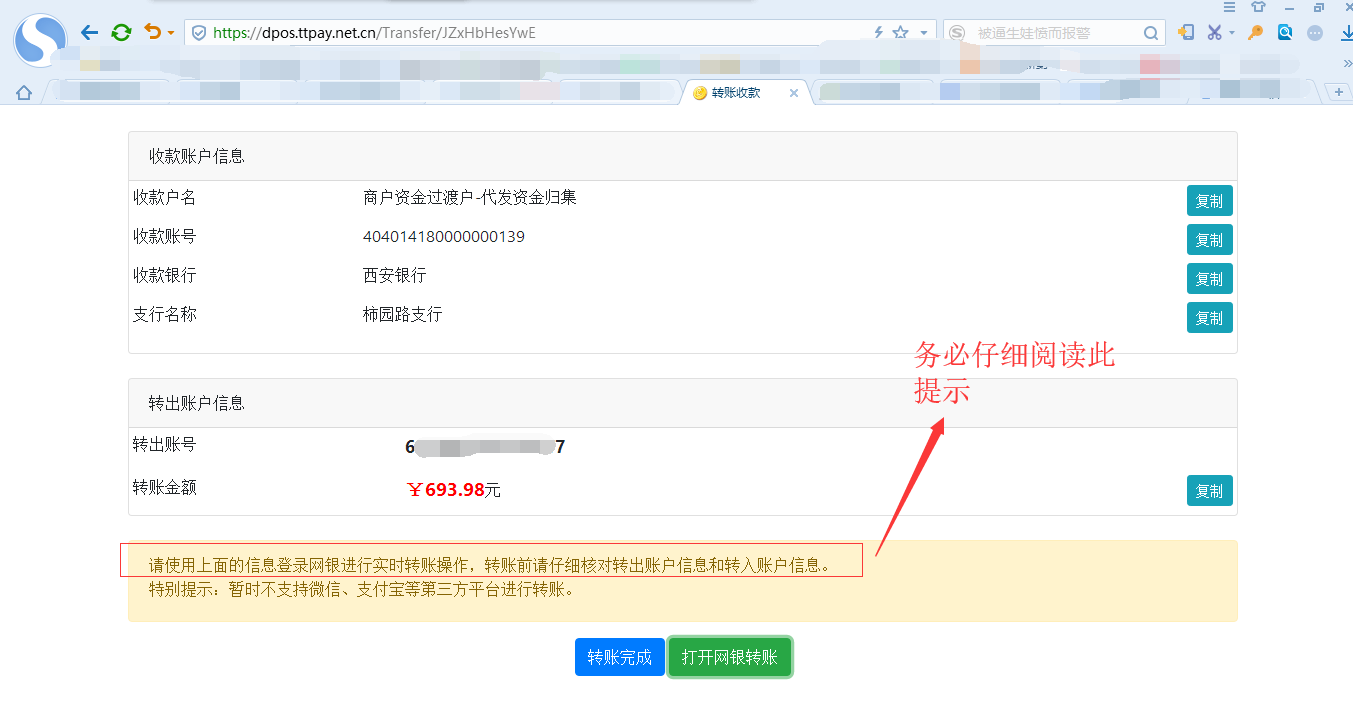 https://dpos.ttpay.net.cn/Transfer/JZxHbHesYwE
被逼生娃愤而报警
转账收款
收款账户信息
收款户名 商户资金过渡户-代发资金归集 复制
收款账号 404014180000000139 复制
收款银行 西安银行 复制
支行名称 柿园路支行 复制
务必仔细阅读此
提示
转出账户信息
转出账号 6 7
转账金额 ￥693.98元 复制
请使用上面的信息登录网银进行实时转账操作，转账前请仔细核对转出账户信息和转入账户信息。
特别提示：暂时不支持微信、支付宝等第三方平台进行转账。
转账完成 打开网银转账